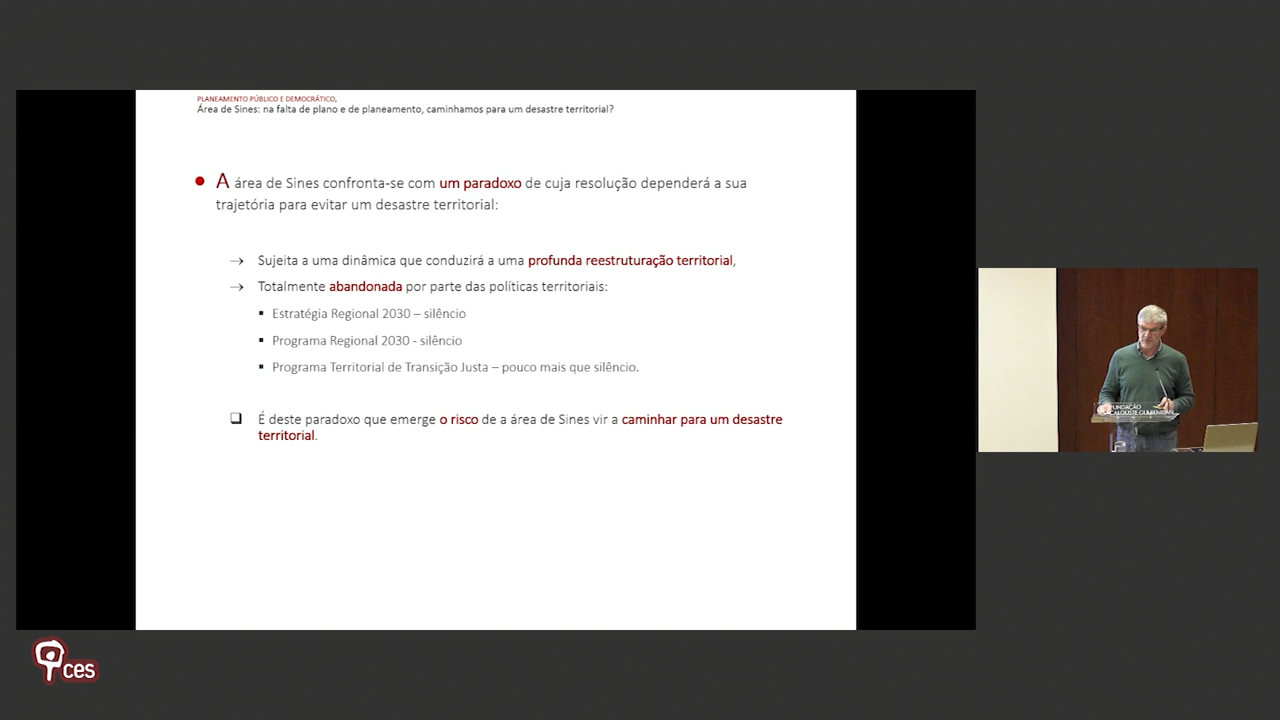 PLANEAMENTO PÚBLICO E DEMOCRÁTICO,
Área de Sines: na falta de plano e de planeamento, caminhamos para um desastre territorial?
A área de Sines confronta-se com um paradoxo de cuja resolução dependerá a sua
trajetória para evitar um desastre territorial:
Sujeita a uma dinâmica que conduzirá a uma profunda reestruturação territorial,
Totalmente abandonada por parte das políticas territoriais:
Estratégia Regional 2030 – silêncio
Programa Regional 2030 - silêncio
Programa Territorial de Transição Justa – pouco mais que silêncio.
É deste paradoxo que emerge o risco de a área de Sines vir a caminhar para um desastre
territorial.
FUNDAÇÃO
CALOUSTE GULBENKIAN
ces